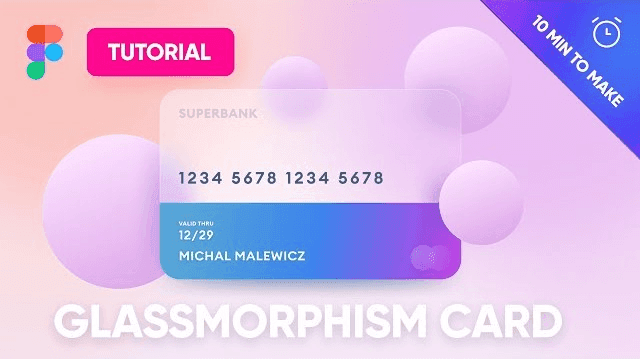 TUTORIAL
10 MIN TO MAKE
SUPERBANK
1234 5678 1234 5678
VALID THRU
12/29
MICHAL MALEWICZ
GLASSMORPHISM CARD